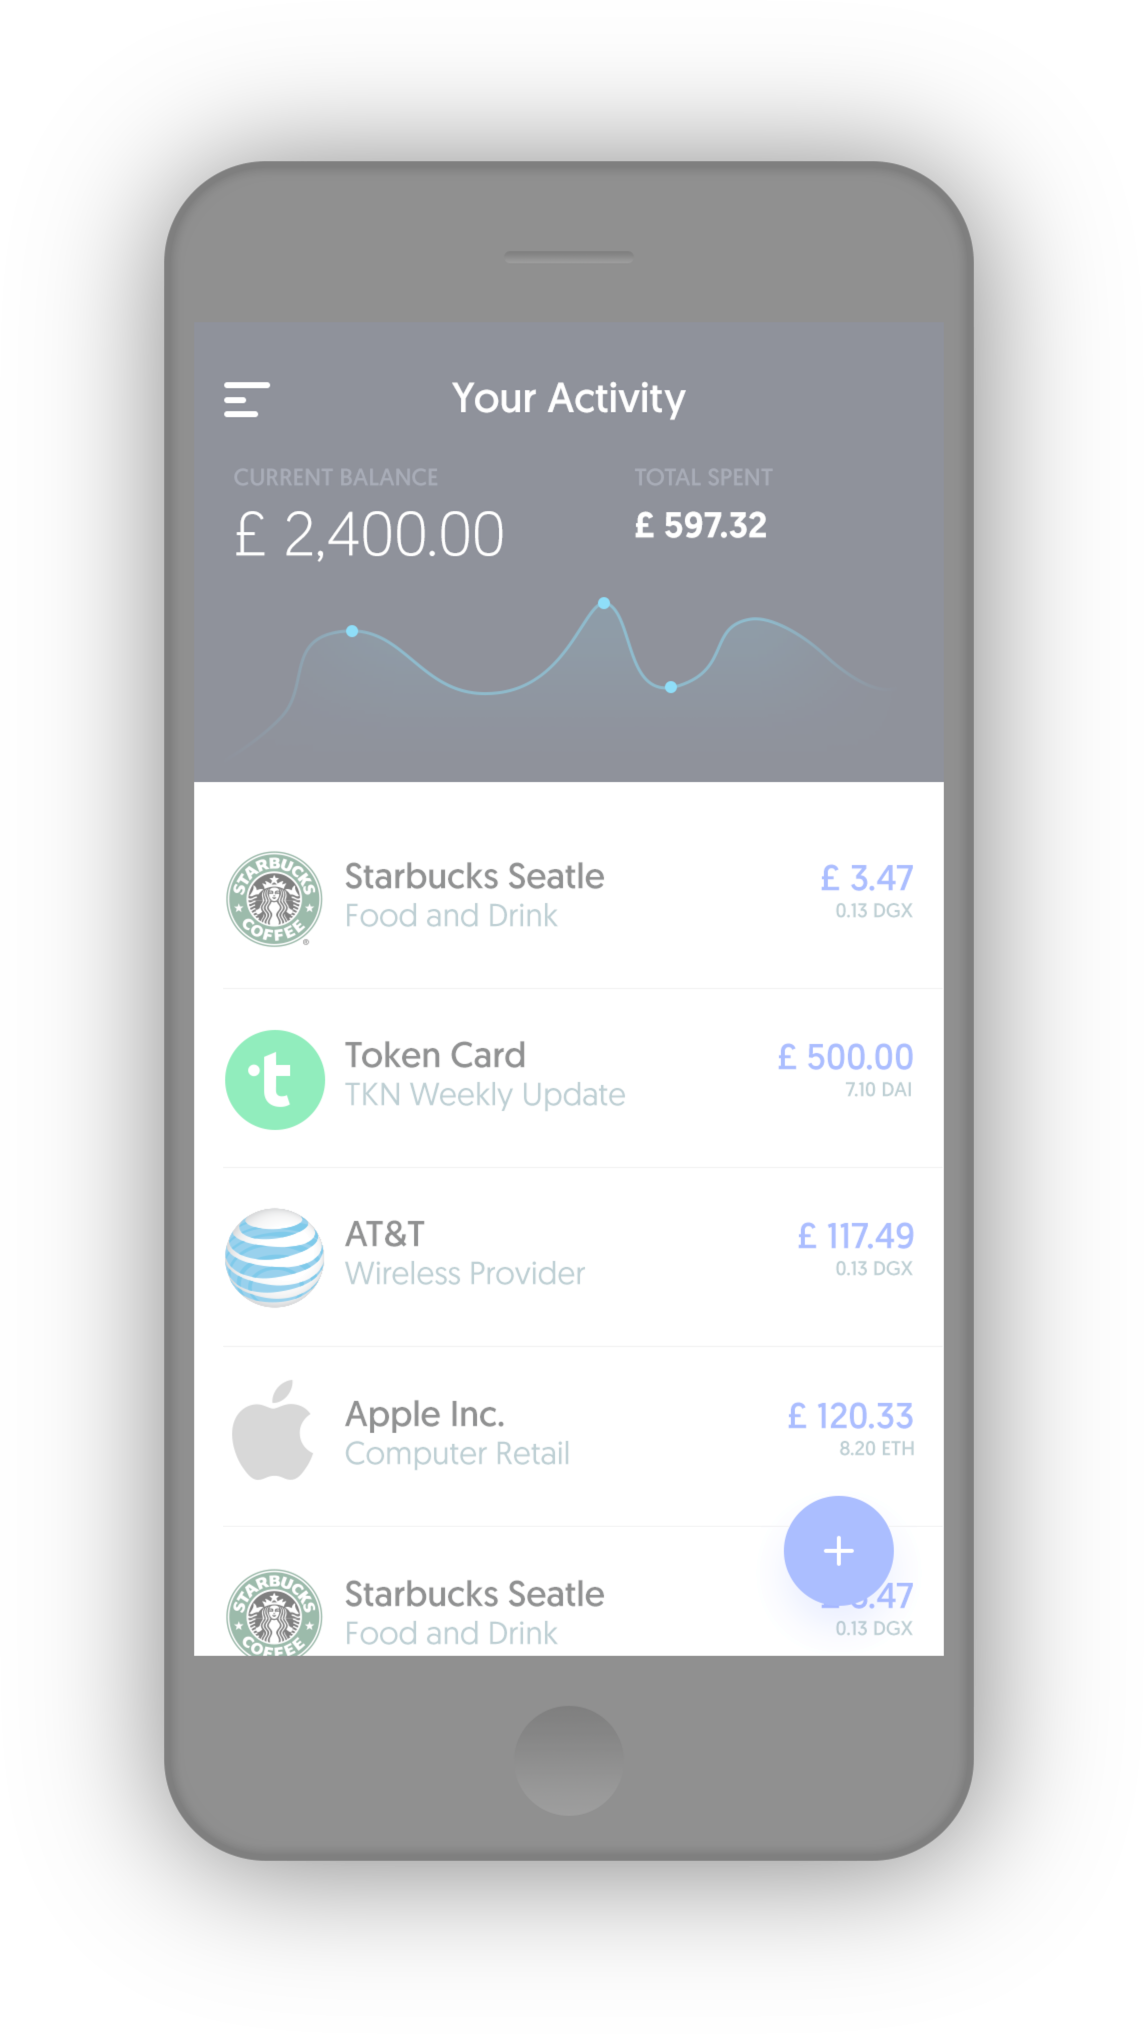 Your Activity
CURRENT BALANCE
TOTAL SPENT
£ 2,400.00
£ 597.32
STARBUCKS
COFFEE
®
Starbucks Seatle
£ 3.47
Food and Drink
0.13 DGX
t
Token Card
£ 500.00
TKN Weekly Update
7.10 DAI
AT&T
£ 117.49
Wireless Provider
0.13 DGX
Apple Inc.
£ 120.33
Computer Retail
8.20 ETH
+
STARBUCKS
COFFEE
Starbucks Seatle
.47
Food and Drink
0.13 DGX